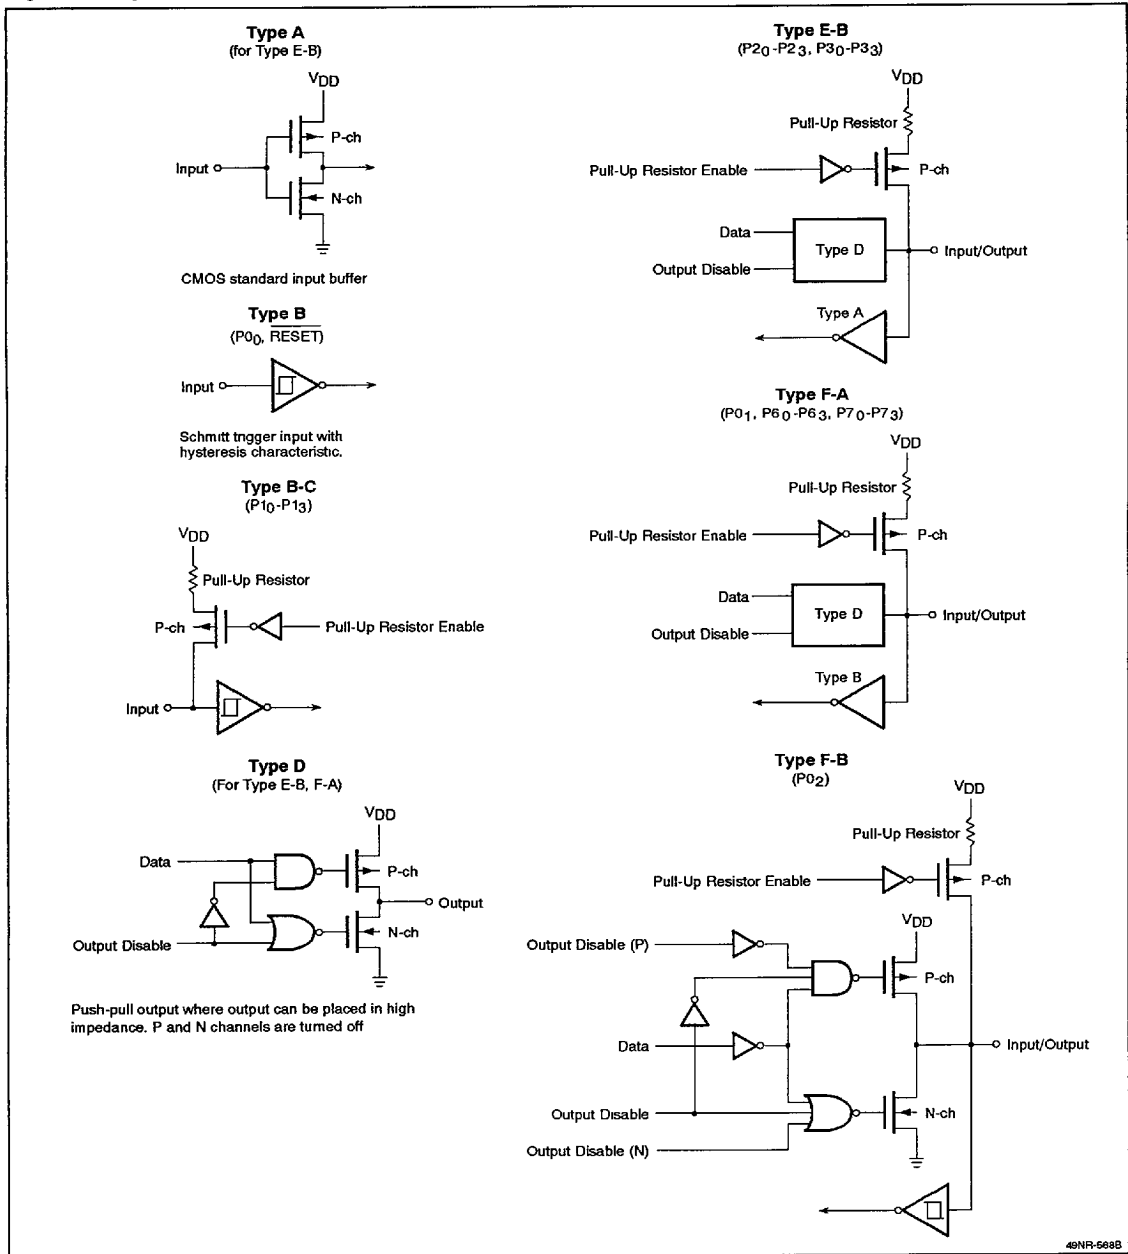 Type A
(for Type E-B)
VDD
P-ch
Input
N-ch
CMOS standard input buffer
Type B
(P00, RESET)
Input
Schmitt trigger input with
hysteresis characteristic.
Type B-C
(P10-P13)
VDD
Pull-Up Resistor
P-ch
Pull-Up Resistor Enable
Input
Type D
(For Type E-B, F-A)
VDD
Data
P-ch
Output
N-ch
Output Disable
Push-pull output where output can be placed in high
impedance. P and N channels are turned off
Type E-B
(P20-P23, P30-P33)
VDD
Pull-Up Resistor
Pull-Up Resistor Enable
P-ch
Data
Type D
Input/Output
Output Disable
Type A
Type F-A
(P01, P60-P63, P70-P73)
VDD
Pull-Up Resistor
Pull-Up Resistor Enable
P-ch
Data
Type D
Input/Output
Output Disable
Type B
Type F-B
(P02)
VDD
Pull-Up Resistor
Pull-Up Resistor Enable
P-ch
VDD
Output Disable (P)
P-ch
Data
Input/Output
Output Disable
N-ch
Output Disable (N)
49NR-568B